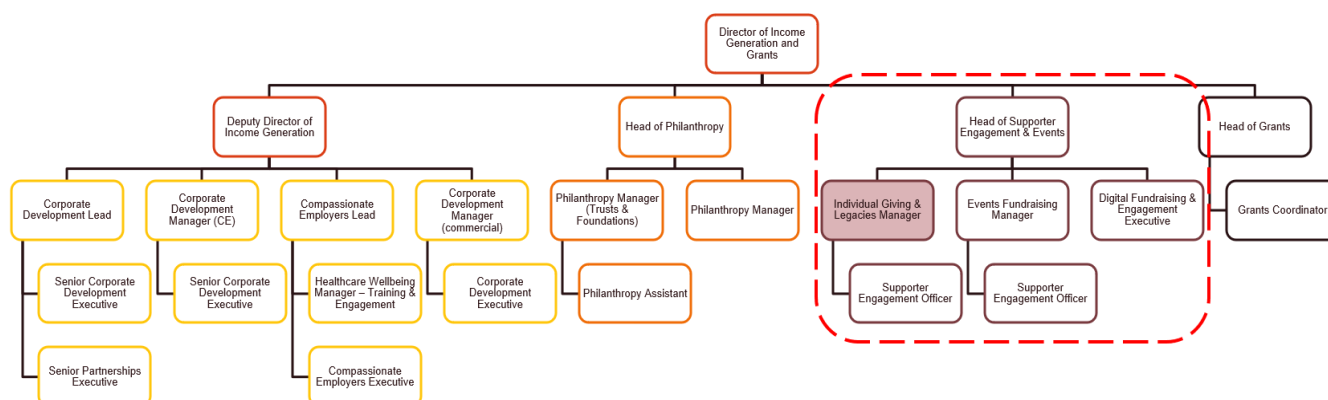 Director of Income
Generation and
Grants
Deputy Director of
Income Generation
Head of Philanthropy
Head of Supporter
Engagement & Events
Head of Grants
Corporate
Development Lead
Corporate
Development
Manager (CE)
Compassionate
Employers Lead
Corporate
Development
Manager
(commercial)
Philanthropy Manager
(Trusts &
Foundations)
Philanthropy Manager
Individual Giving &
Legacies Manager
Events Fundraising
Manager
Digital Fundraising &
Engagement
Executive
Grants Coordinator
Senior Corporate
Development
Executive
Senior Corporate
Development
Executive
Healthcare Wellbeing
Manager – Training &
Engagement
Corporate
Development
Executive
Philanthropy Assistant
Supporter
Engagement Officer
Supporter
Engagement Officer
Senior Partnerships
Executive
Compassionate
Employers Executive